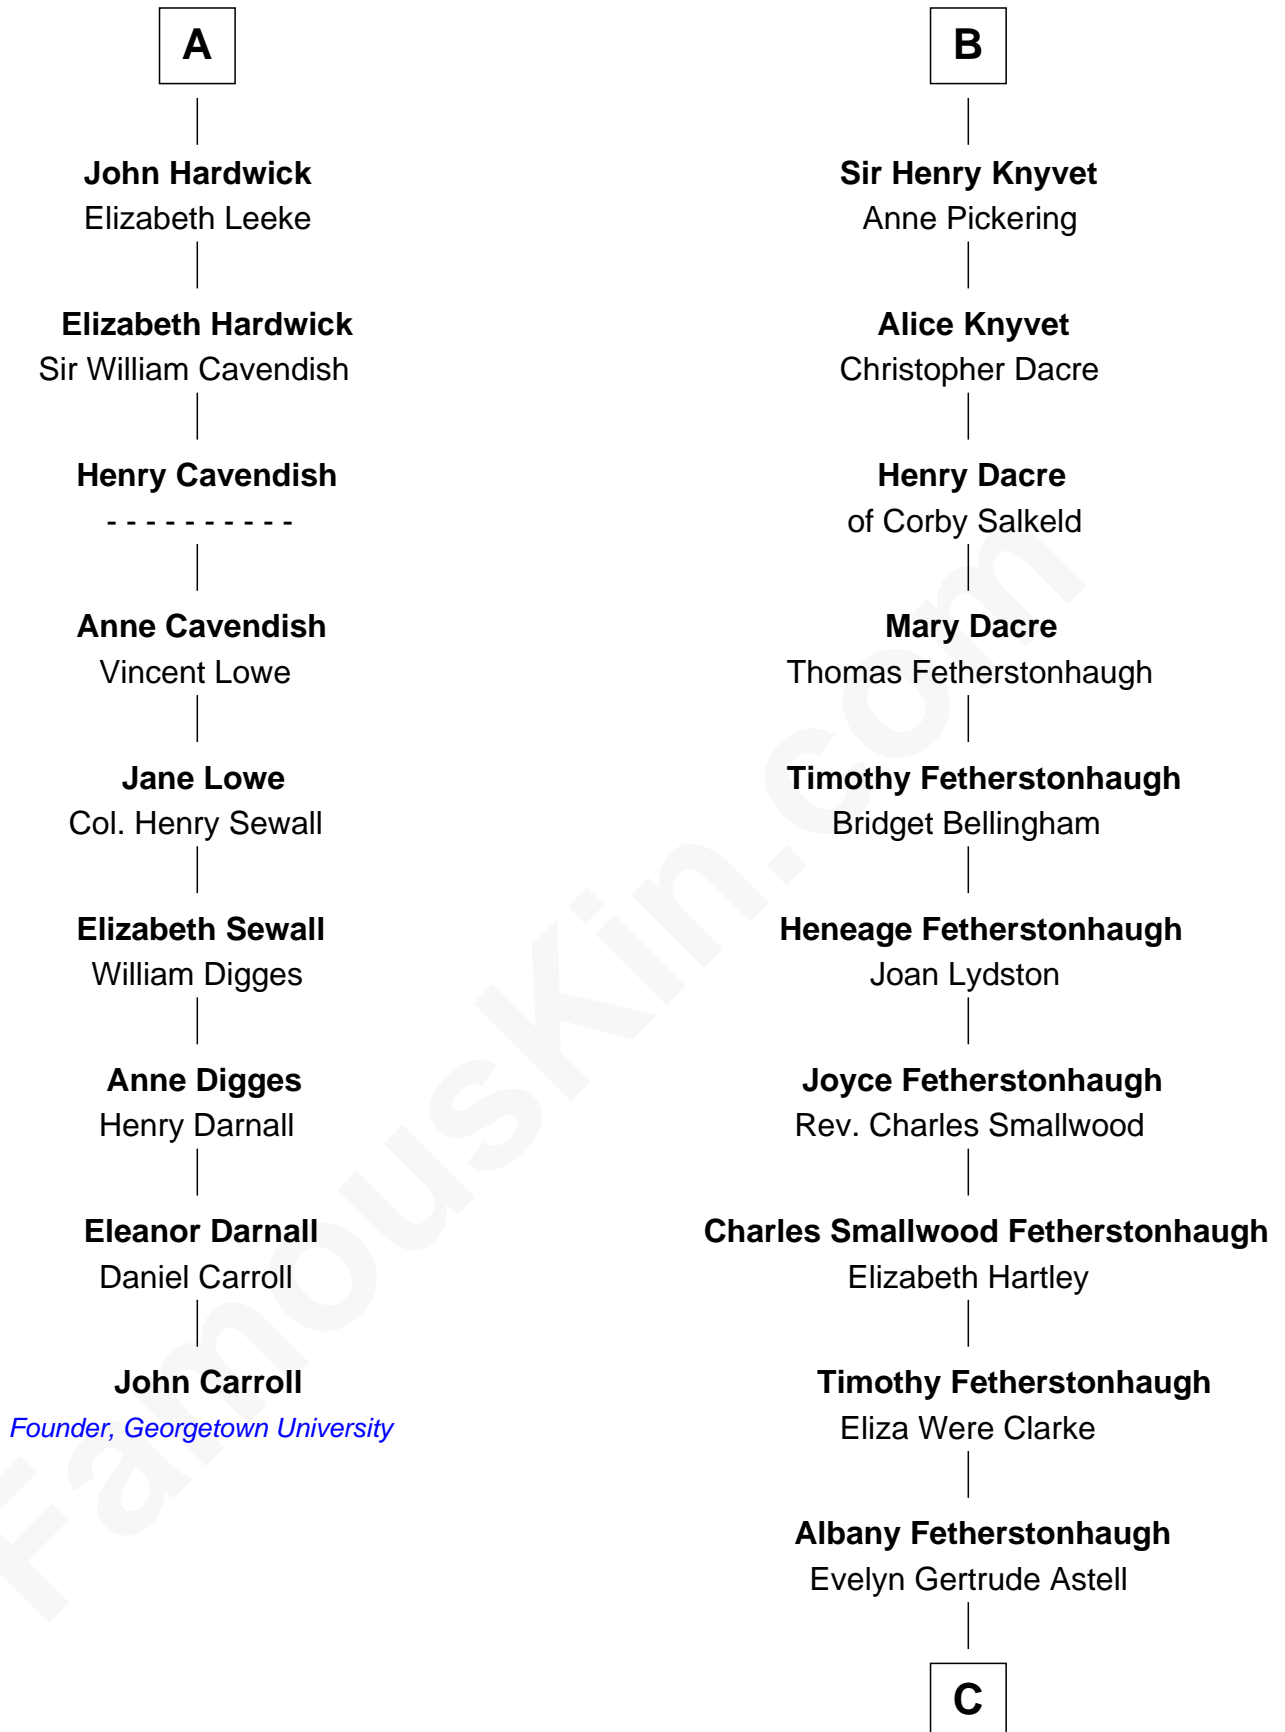 A
John Hardwick
Elizabeth Leeke
Elizabeth Hardwick
Sir William Cavendish
Henry Cavendish
- - - - - - - - - -
Anne Cavendish
Vincent Lowe
Jane Lowe
Col. Henry Sewall
Elizabeth Sewall
William Digges
Anne Digges
Henry Darnall
Eleanor Darnall
Daniel Carroll
John Carroll
Founder, Georgetown University
B
Sir Henry Knyvet
Anne Pickering
Alice Knyvet
Christopher Dacre
Henry Dacre
of Corby Salkeld
Mary Dacre
Thomas Fetherstonhaugh
Timothy Fetherstonhaugh
Bridget Bellingham
Heneage Fetherstonhaugh
Joan Lydston
Joyce Fetherstonhaugh
Rev. Charles Smallwood
Charles Smallwood Fetherstonhaugh
Elizabeth Hartley
Timothy Fetherstonhaugh
Eliza Were Clarke
Albany Fetherstonhaugh
Evelyn Gertrude Astell
C
FamousKin.com